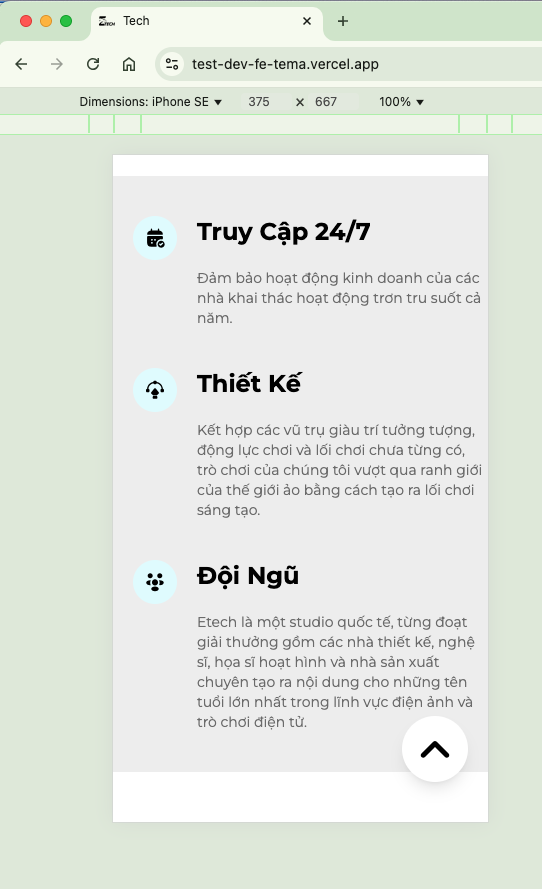 Tech
test-dev-fe-tema.vercel.app
Dimensions: iPhone SE 375 × 667 100%
Truy Cập 24/7
Đảm bảo hoạt động kinh doanh của các
nhà khai thác hoạt động trơn tru suốt cả
năm.
Thiết Kế
Kết hợp các vũ trụ giàu trí tưởng tượng,
động lực chơi và lối chơi chưa từng có,
trò chơi của chúng tôi vượt qua ranh giới
của thế giới ảo bằng cách tạo ra lối chơi
sáng tạo.
Đội Ngũ
Etech là một studio quốc tế, từng đoạt
giải thưởng gồm các nhà thiết kế, nghệ
sĩ, họa sĩ hoạt hình và nhà sản xuất
chuyên tạo ra nội dung cho những tên
tuổi lớn nhất trong lĩnh vực điện ảnh và
trò chơi điện tử.